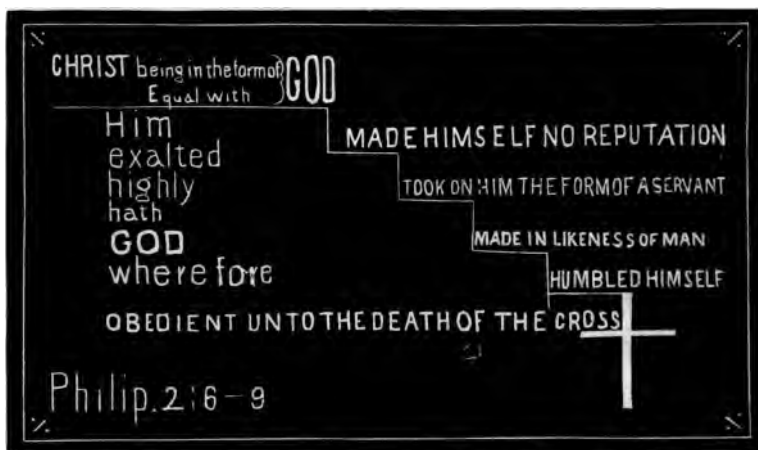 CHRIST being in the form of GOD
Equal with
MADE HIMSELF NO REPUTATION
TOOK ON HIM THE FORM OF A SERVANT
MADE IN LIKENESS OF MAN
HUMBLED HIMSELF
OBEDIENT UNTO THE DEATH OF THE CROSS
Him
exalted
highly
hath
GOD
wherefore
Philip. 2:6-9